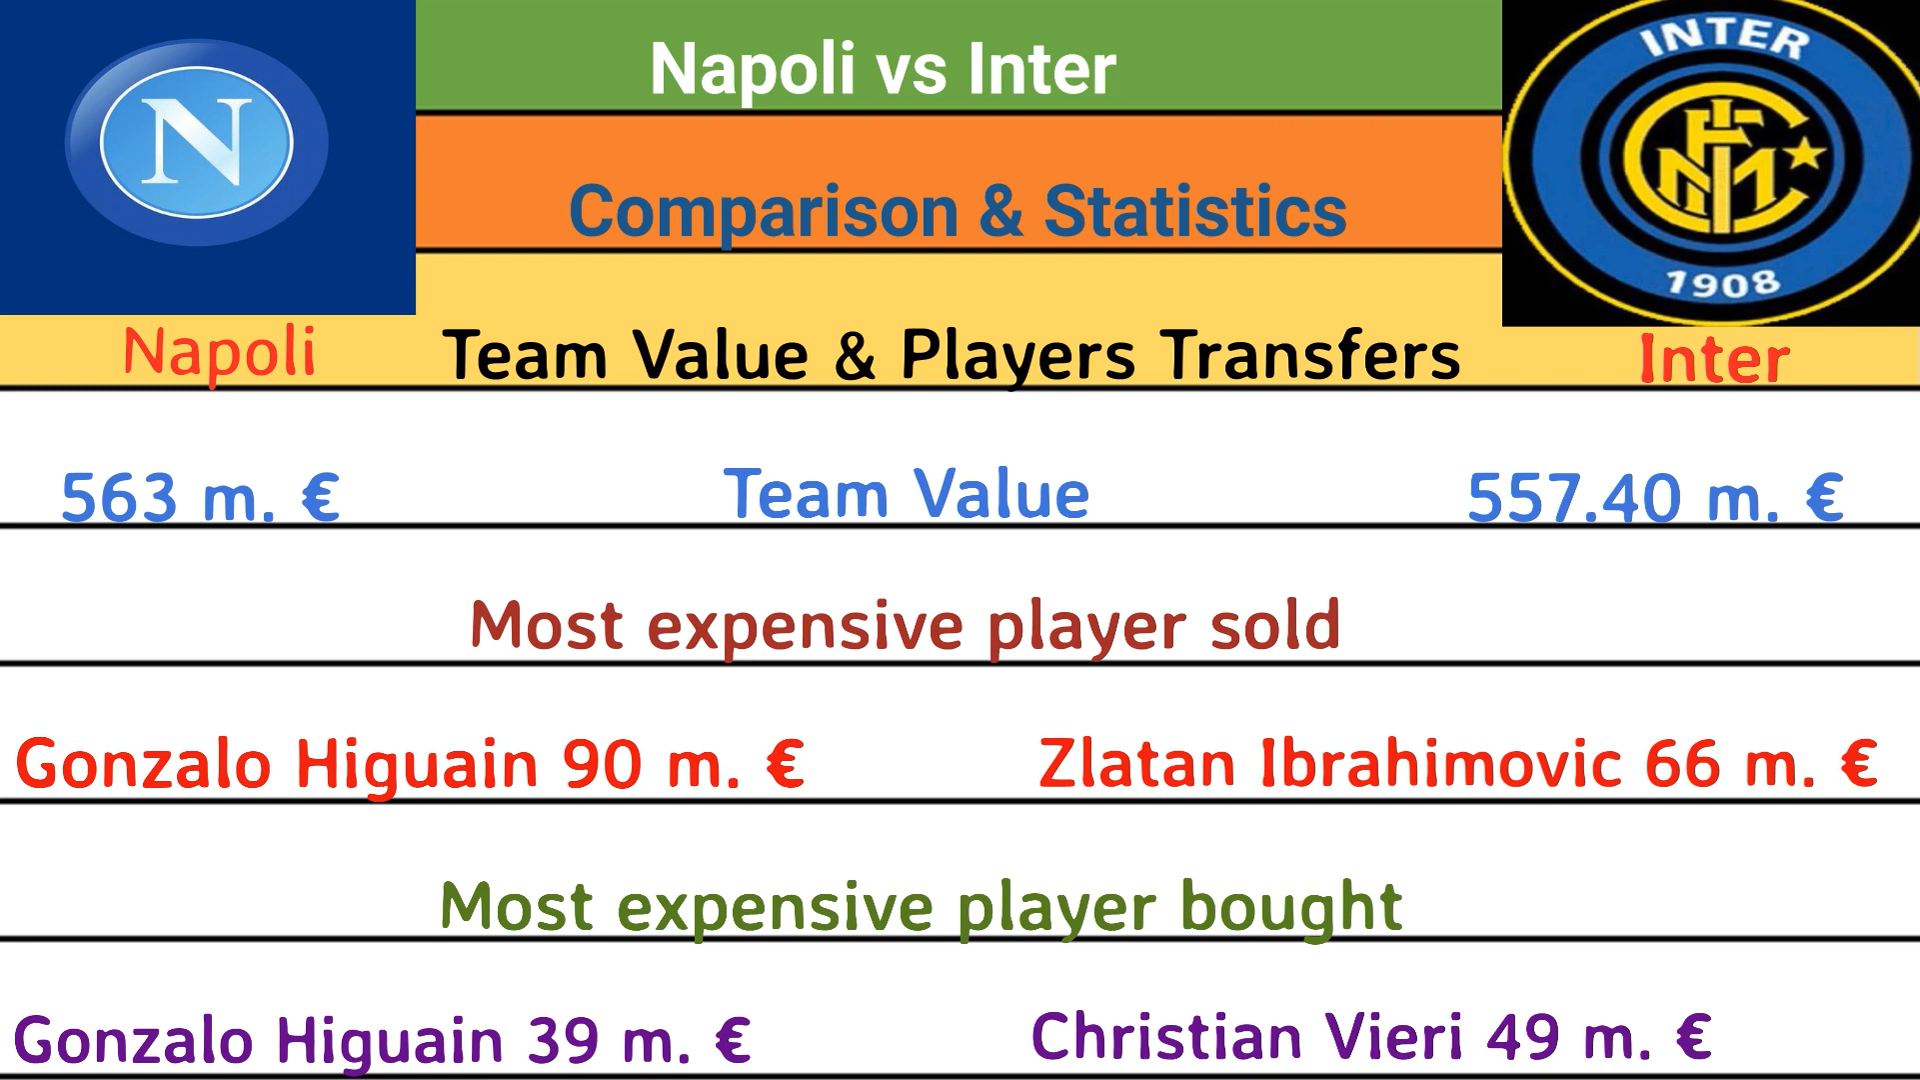 N
Napoli vs Inter
INTER
FCIM
Comparison & Statistics
1908
Napoli Team Value & Players Transfers Inter
563 m. € Team Value 557.40 m. €
Most expensive player sold
Gonzalo Higuain 90 m. € Zlatan Ibrahimovic 66 m. €
Most expensive player bought
Gonzalo Higuain 39 m. € Christian Vieri 49 m. €